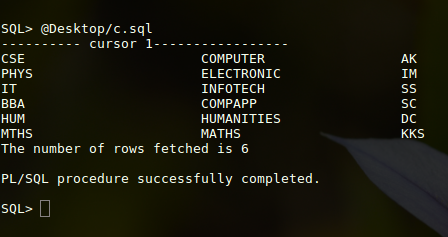 SQL> @Desktop/c.sql
---------- cursor 1-----------------
CSE COMPUTER AK
PHYS ELECTRONIC IM
IT INFOTECH SS
BBA COMPAPP SC
HUM HUMANITIES DC
MTHS MATHS KKS
The number of rows fetched is 6
PL/SQL procedure successfully completed.
SQL>